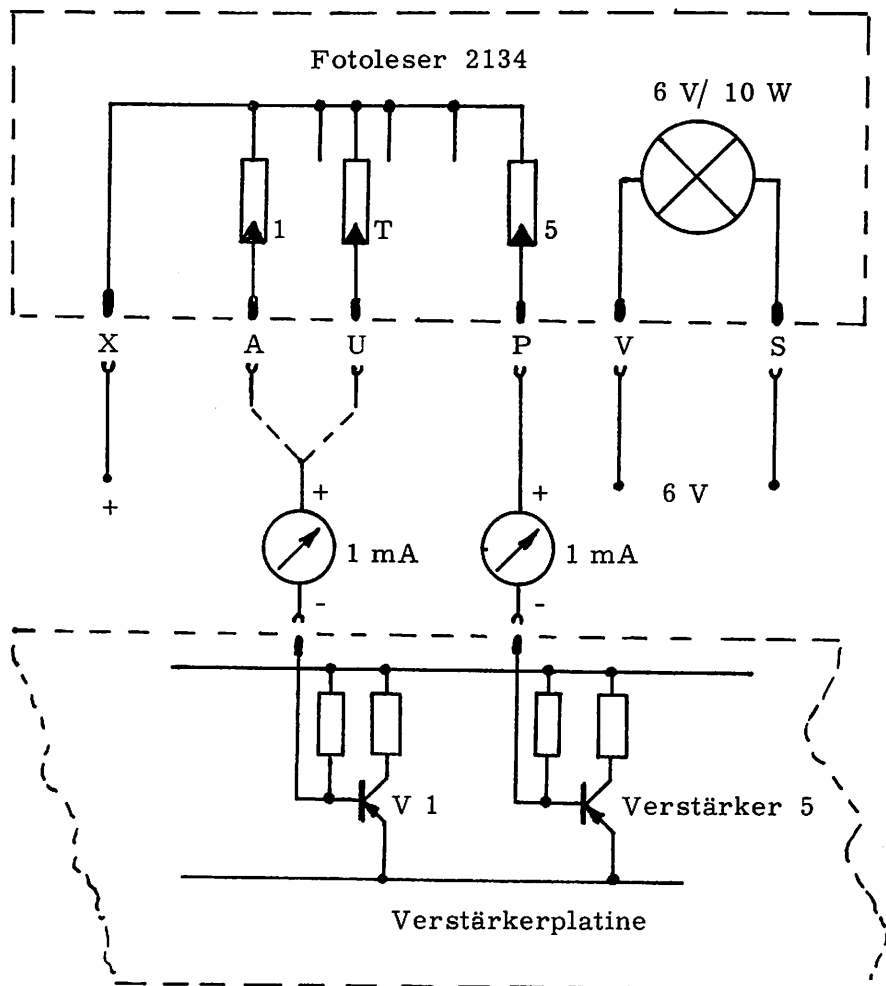 Fotoleser 2134
6 V/ 10 W
1
T
5
X A U P V S
+
+
+
6 V
1 mA
1 mA
-
-
V 1
Verstärker 5
Verstärkerplatine